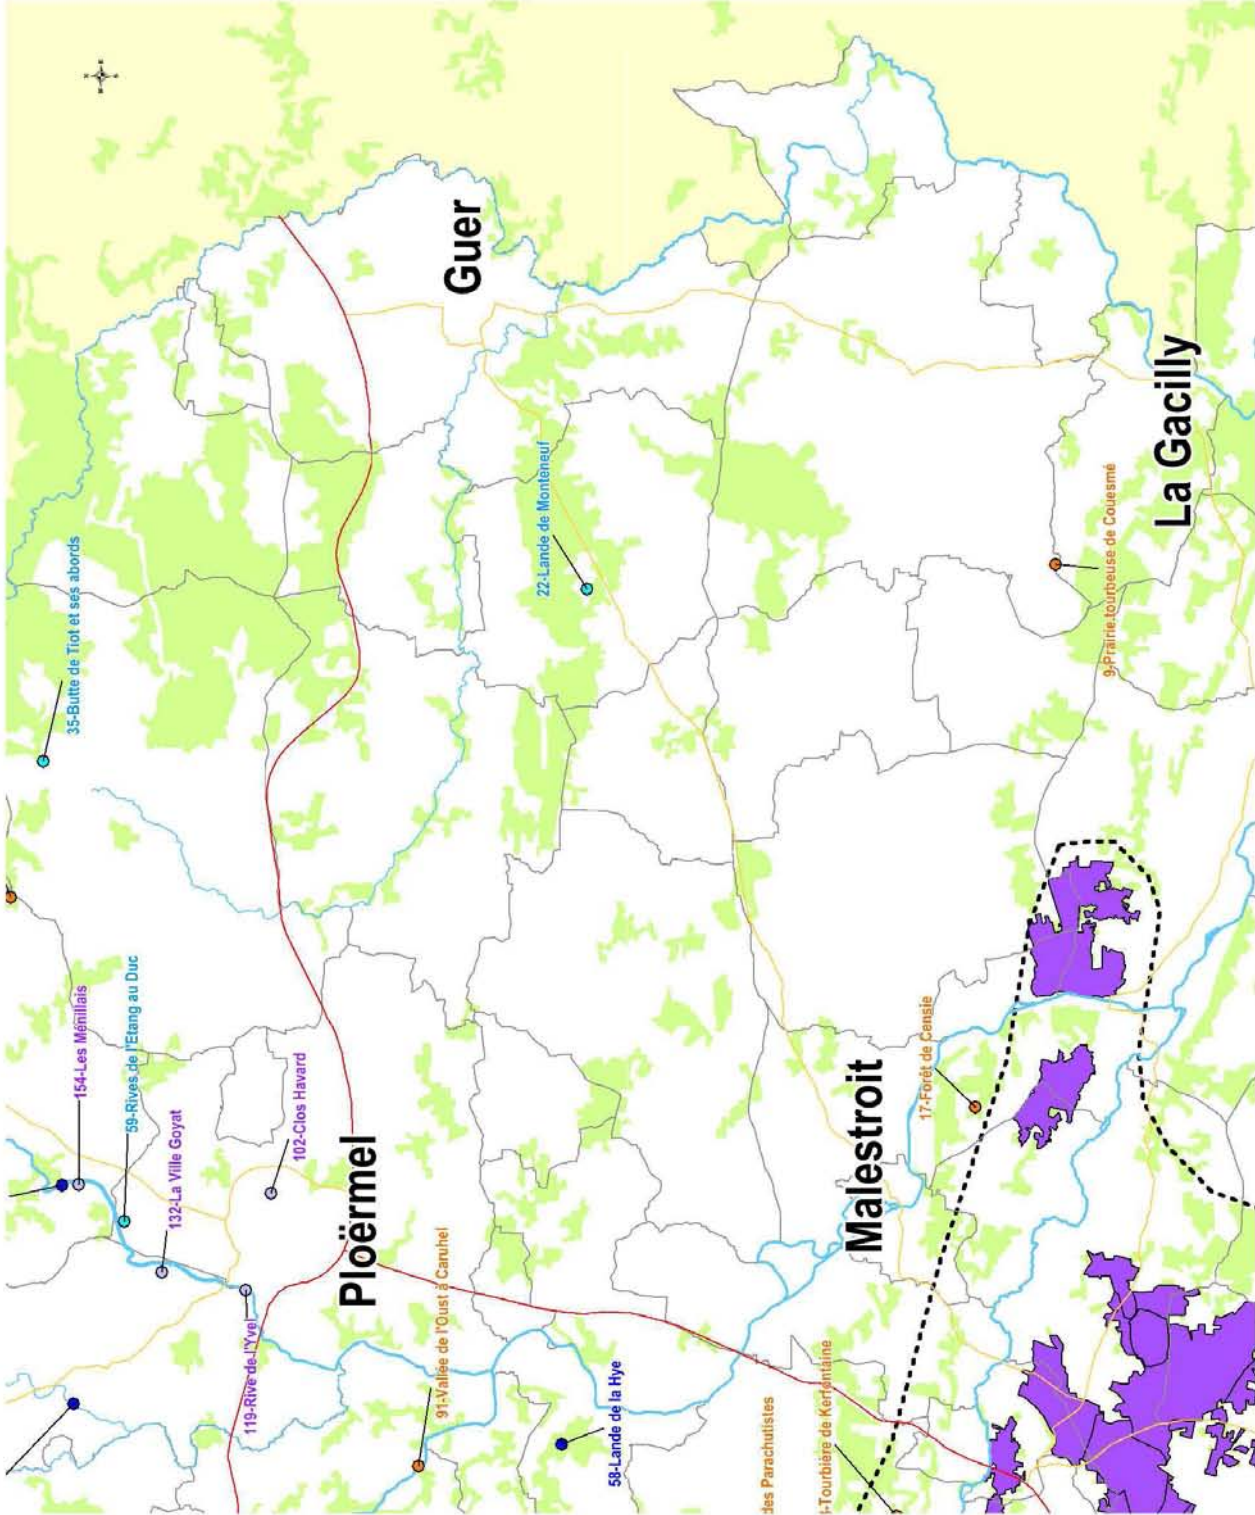 35-Butte de Tiot et ses abords
Guer
22-Lande de Monteneuf
La Gacilly
9-Prairie tourbeuse de Couesmé
154-Les Ménillais
59-Rives de l'Etang au Duc
132-La Ville Goyat
102-Clos Havard
119-Rive de l'Yvel
Ploërmel
91-Vallée de l'Oust à Caruhel
58-Lande de la Hye
Malestroit
17-Forêt de Censie
des Parachutistes
-Tourbière de Kerfontaine